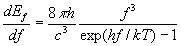 dE_f/df = (8πh/c³) (f³/(exp(hf/kT) − 1))